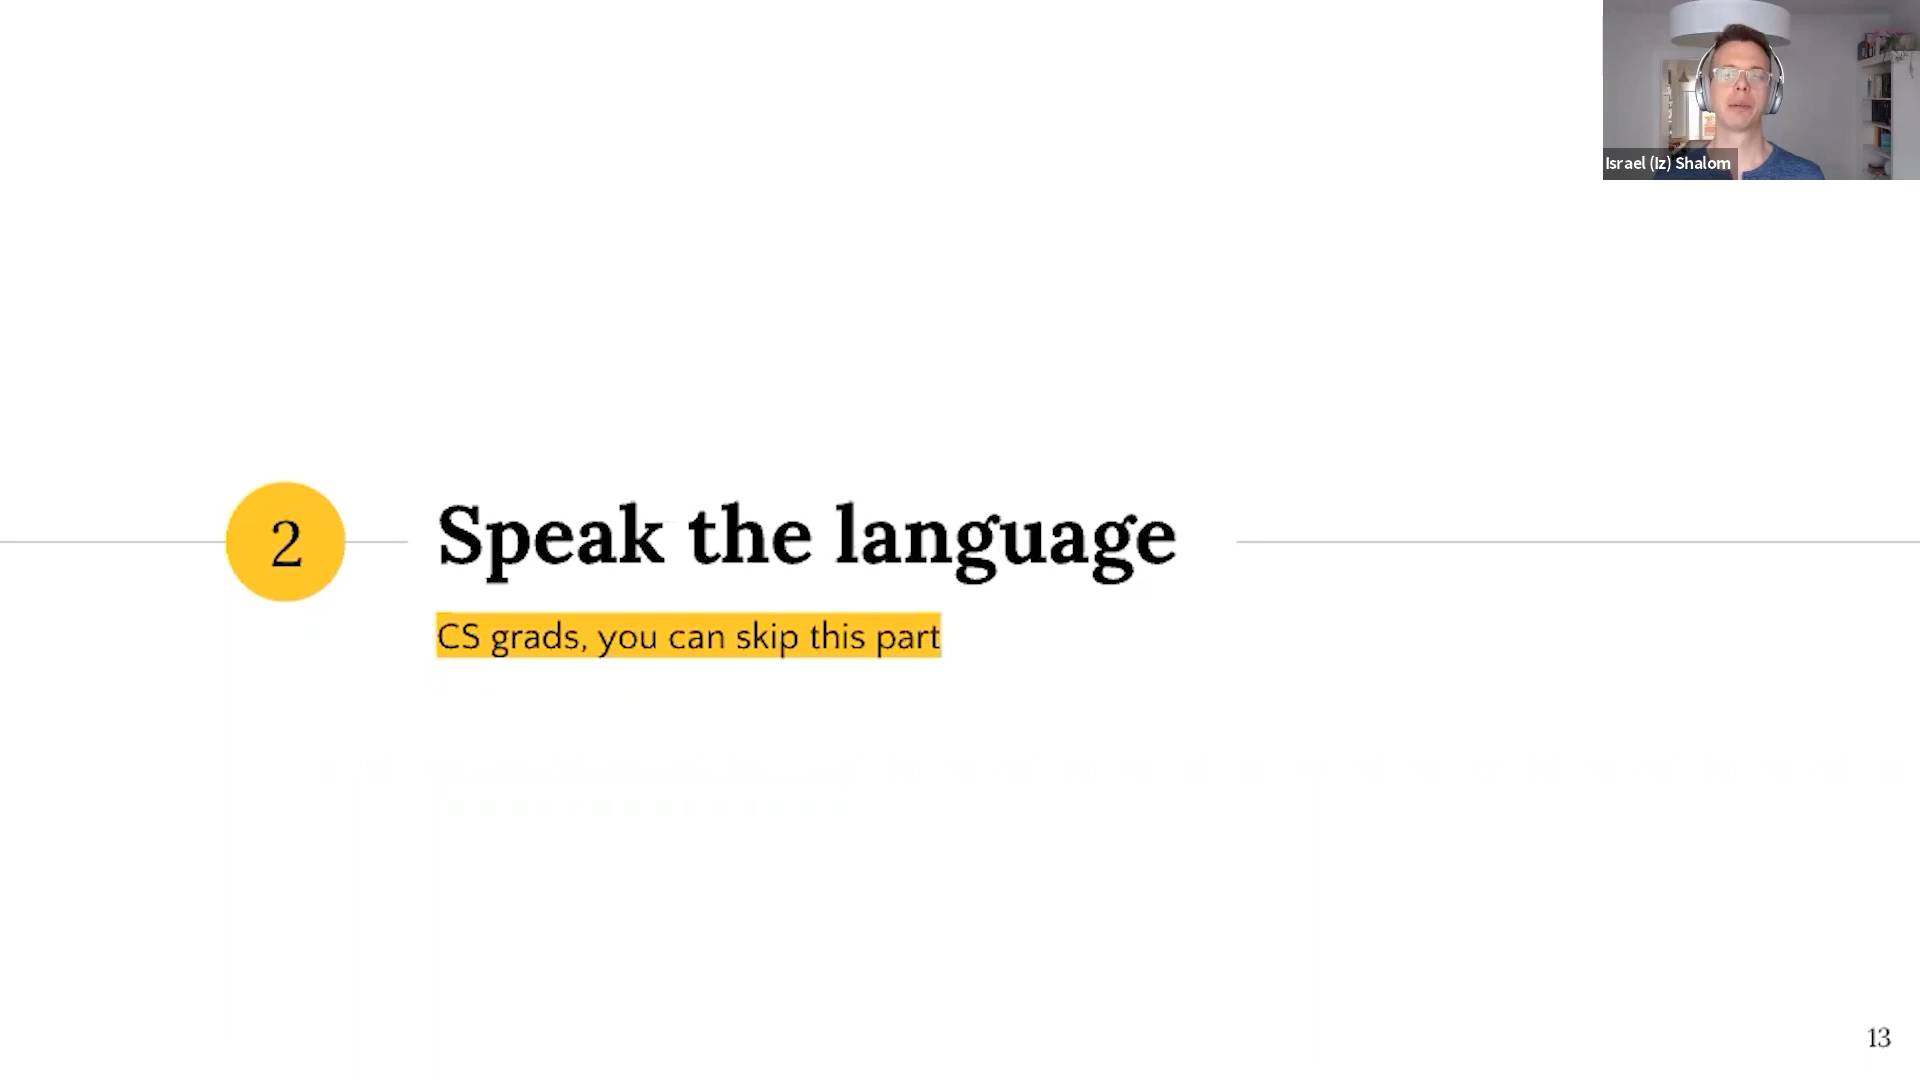 Israel (Iz) Shalom
2
Speak the language
CS grads, you can skip this part
13